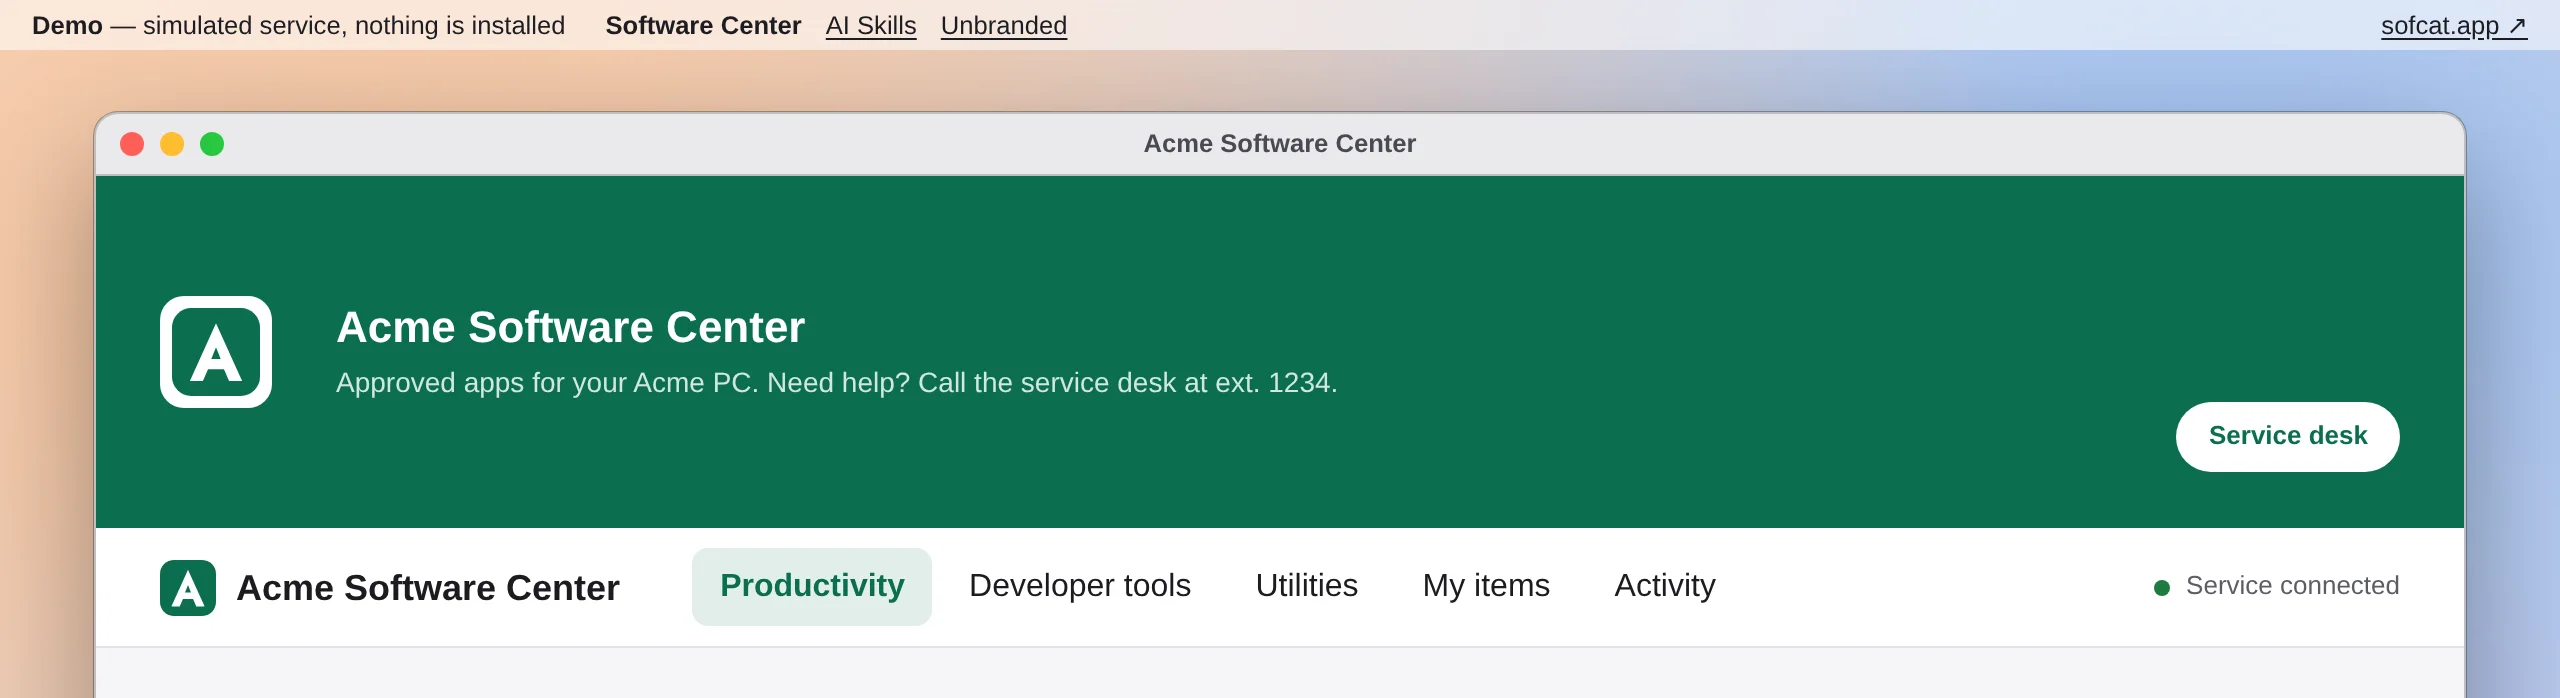 Demo — simulated service, nothing is installed Software Center AI Skills Unbranded sofcat.app ↗
Acme Software Center
A
Acme Software Center
Approved apps for your Acme PC. Need help? Call the service desk at ext. 1234.
Service desk
A Acme Software Center Productivity Developer tools Utilities My items Activity Service connected